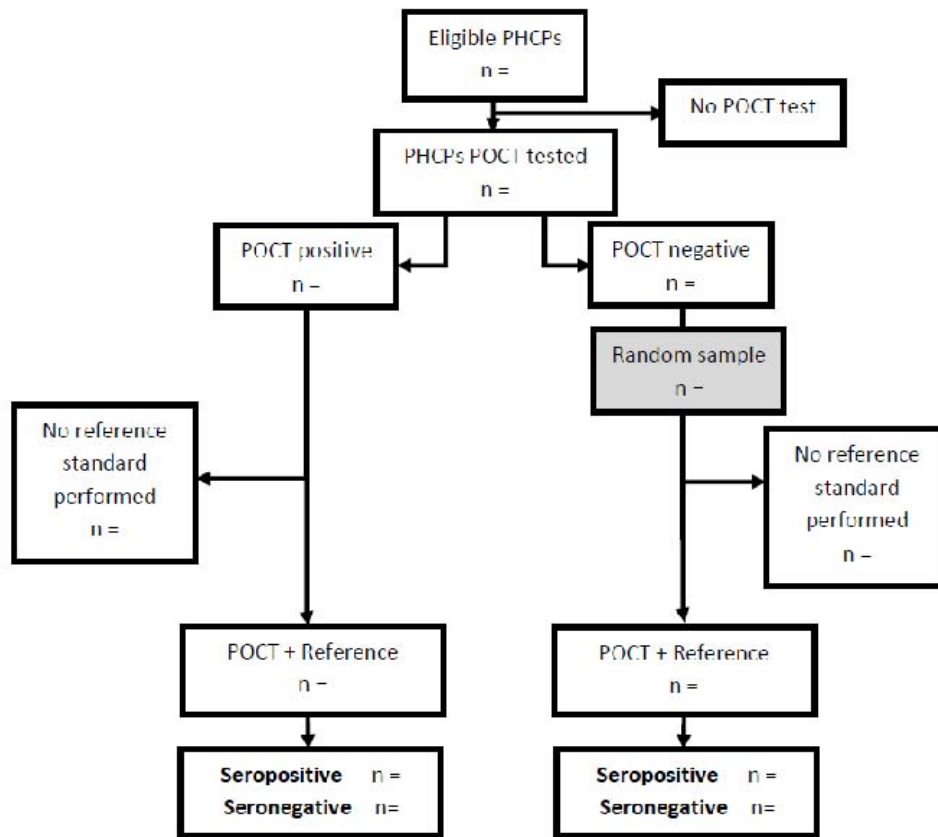 Eligible PHCPs
n =
No POCT test
PHCPs POCT tested
n =
POCT positive
n =
POCT negative
n =
Random sample
n =
No reference
standard
performed
n =
No reference
standard
performed
n =
POCT + Reference
n =
POCT + Reference
n =
Seropositive n =
Seronegative n=
Seropositive n =
Seronegative n=